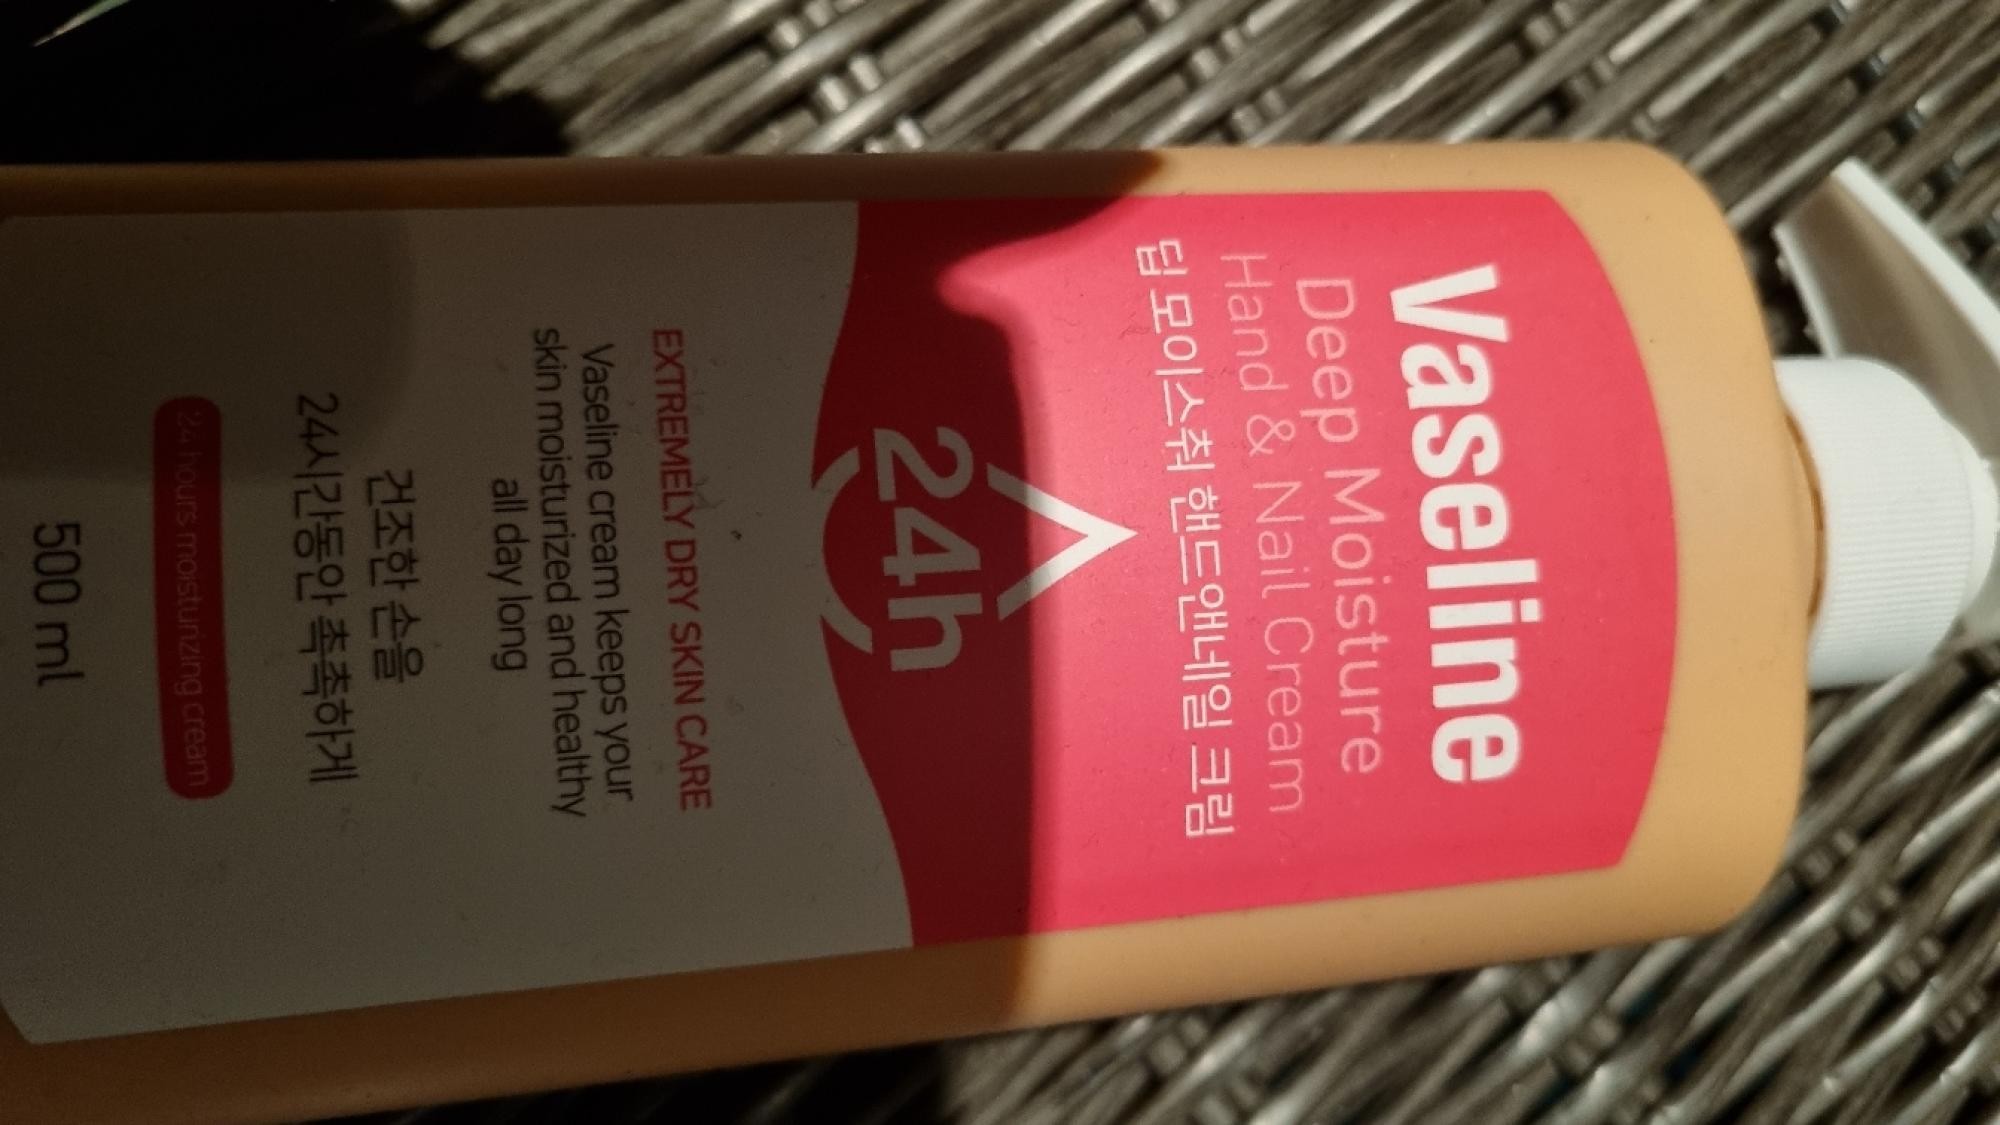 Vaseline
Deep Moisture
Hand & Nail Cream
딥 모이스춰 핸드앤네일 크림
24h
EXTREMELY DRY SKIN CARE
Vaseline cream keeps your
skin moisturized and healthy
all day long
건조한 손을
24시간동안 촉촉하게
24 hours moisturizing cream
500 ml